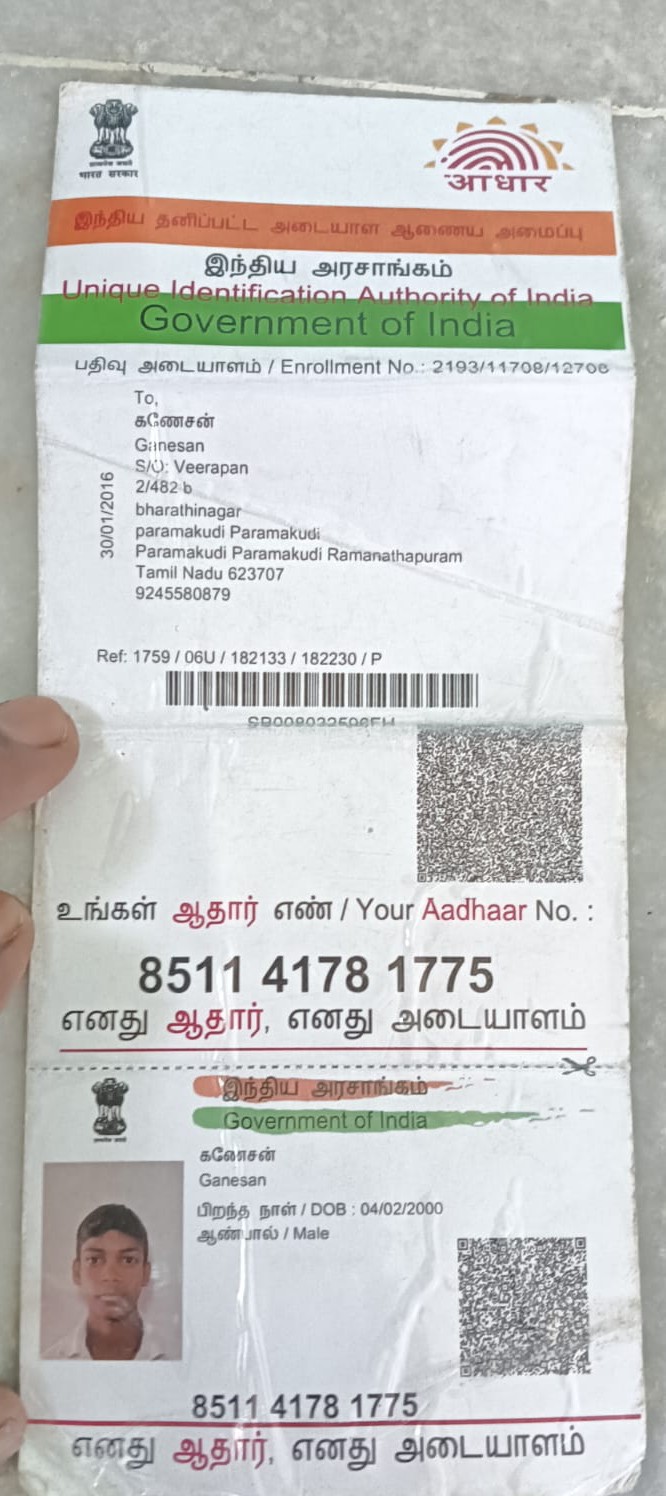 भारत सरकार
आधार
இந்திய தனிப்பட்ட அடையாள ஆணைய அமைப்பு
இந்திய அரசாங்கம்
Unique Identification Authority of India
Government of India
பதிவு அடையாளம் / Enrollment No.: 2193/11708/12706
To,
கணேசன்
Ganesan
S/O: Veerapan
2/482 b
bharathinagar
paramakudi Paramakudi
Paramakudi Paramakudi Ramanathapuram
Tamil Nadu 623707
9245580879
30/01/2016
Ref: 1759 / 06U / 182133 / 182230 / P
உங்கள் ஆதார் எண் / Your Aadhaar No. :
8511 4178 1775
எனது ஆதார், எனது அடையாளம்
இந்திய அரசாங்கம்
Government of India
கணேசன்
Ganesan
பிறந்த நாள் / DOB : 04/02/2000
ஆண்பால் / Male
8511 4178 1775
எனது ஆதார், எனது அடையாளம்